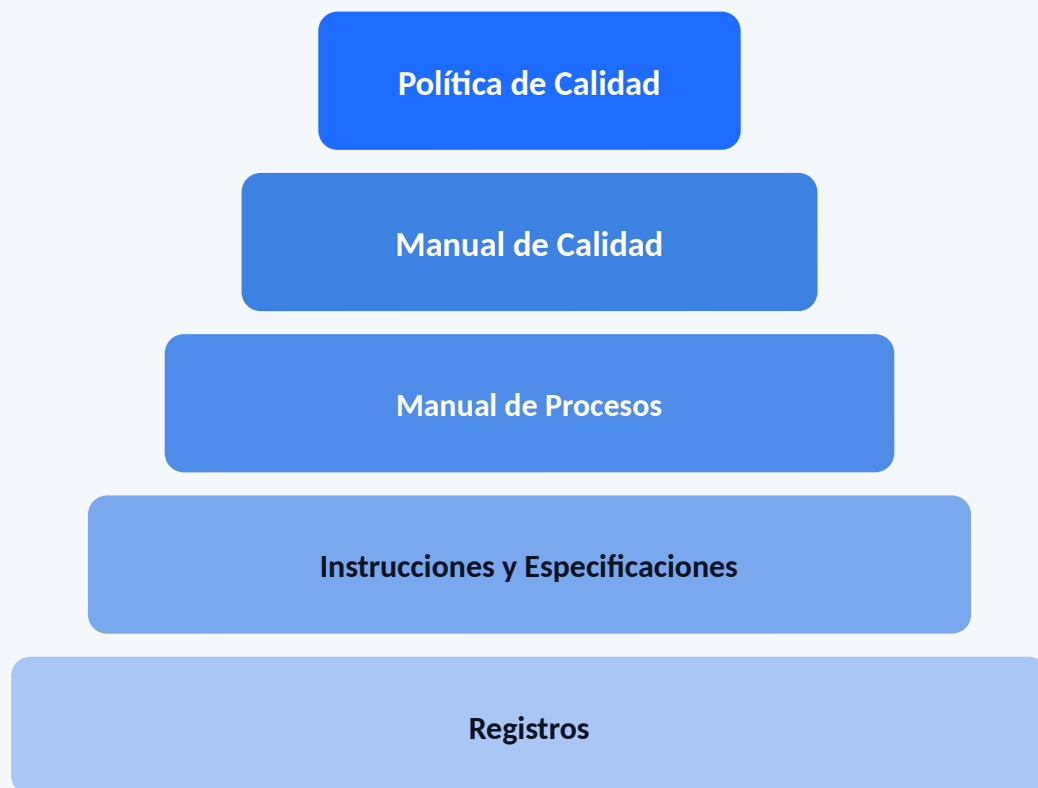 Política de Calidad
Manual de Calidad
Manual de Procesos
Instrucciones y Especificaciones
Registros